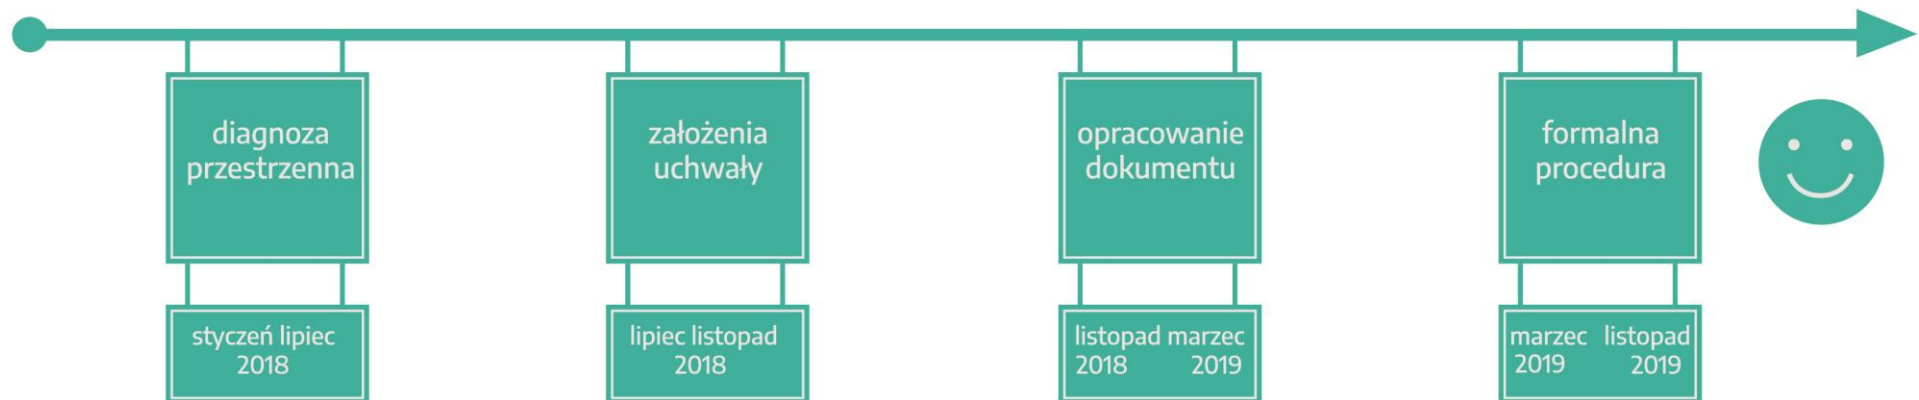 diagnoza
przestrzenna
założenia
uchwały
opracowanie
dokumentu
formalna
procedura
styczeń lipiec
2018
lipiec listopad
2018
listopad marzec
2018 2019
marzec listopad
2019 2019